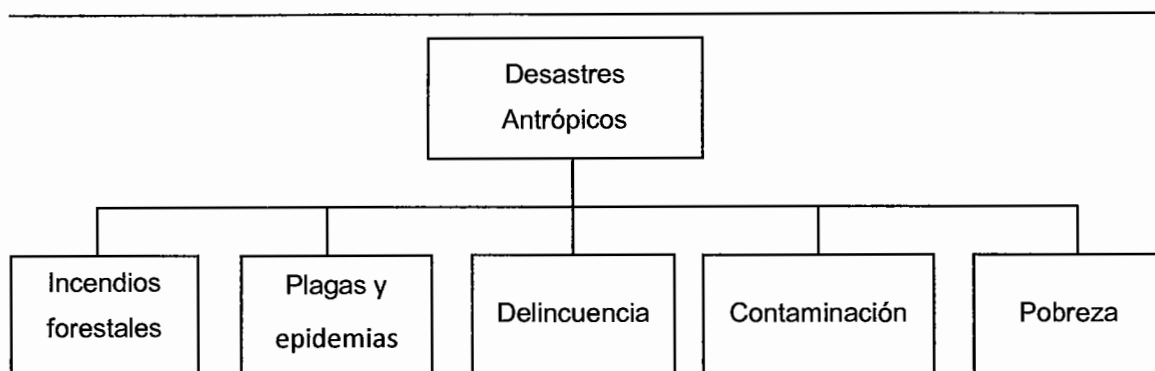 Desastres
Antrópicos
Incendios
forestales
Plagas y
epidemias
Delincuencia
Contaminación
Pobreza